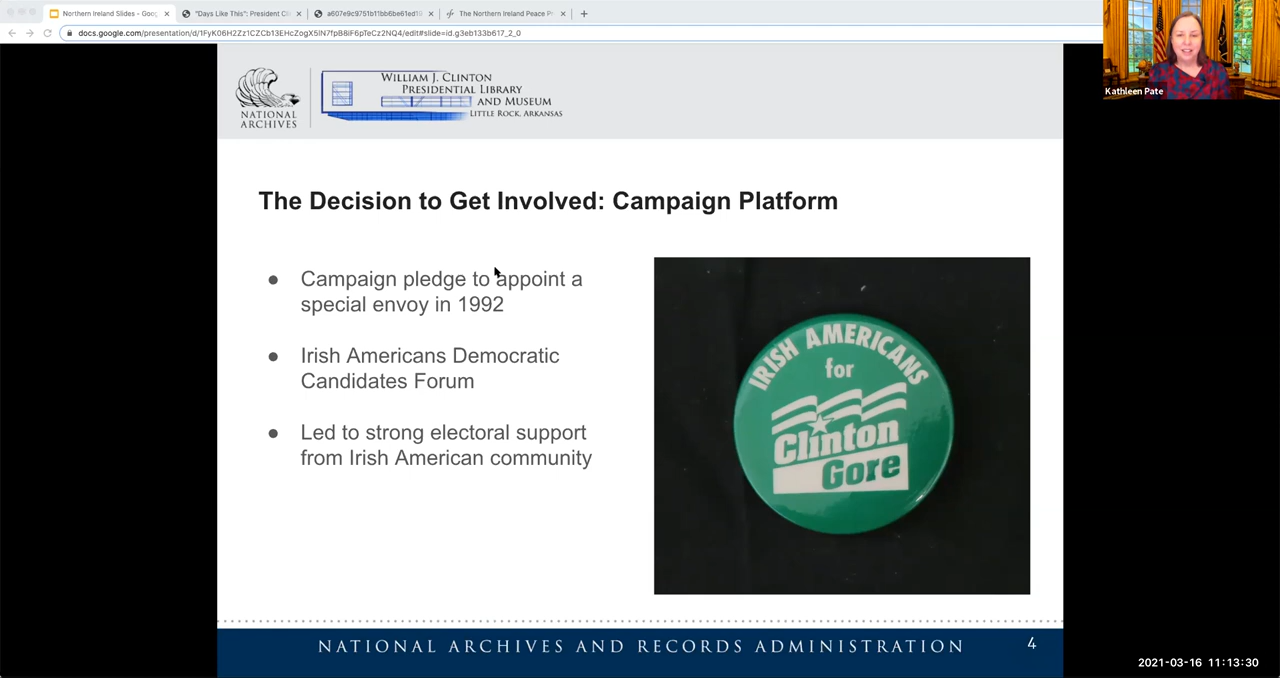 Northern Ireland Slides - Goo
"Days Like This": President Cl
a607e9c9751b11bb6be61ed19
The Northern Ireland Peace P
docs.google.com/presentation/d/1FyK06H2Zz1CZCb13EHcZogX5IN7fpB8iF6pTeCz2NQ4/edit#slide=id.g3eb133b617_2_0
Kathleen Pate
NATIONAL
ARCHIVES
WILLIAM J. CLINTON
PRESIDENTIAL LIBRARY
AND MUSEUM
LITTLE ROCK, ARKANSAS
The Decision to Get Involved: Campaign Platform
● Campaign pledge to appoint a
special envoy in 1992
● Irish Americans Democratic
Candidates Forum
● Led to strong electoral support
from Irish American community
IRISH AMERICANS
for
Clinton
Gore
NATIONAL ARCHIVES AND RECORDS ADMINISTRATION
4
2021-03-16 11:13:30